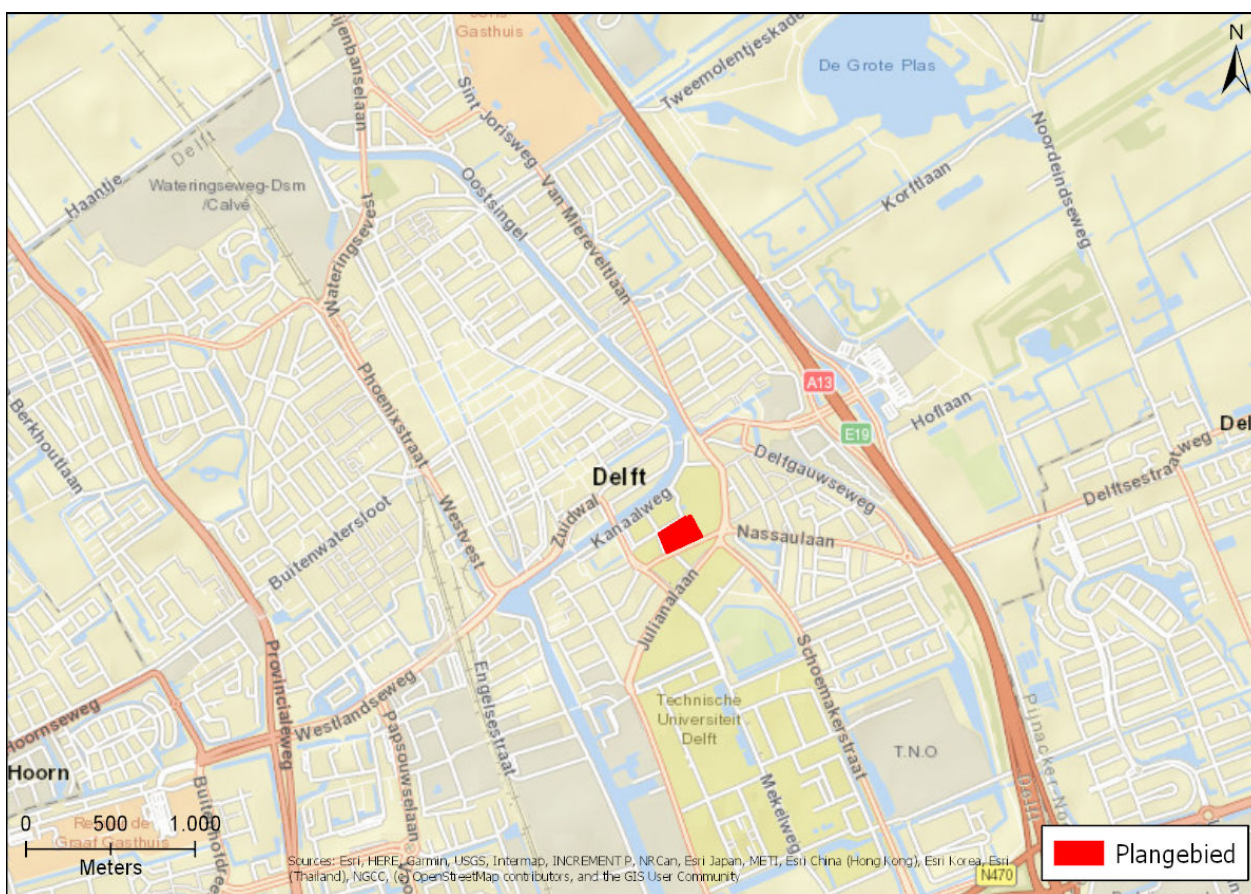 Gasthuis
N
De Grote Plas
Tweemolentjeskade
Sint Jorisweg
Noordeindseweg
Delft
Haantje
Wateringseweg-Dsm
/Calvé
Oostsingel
Van Miereveltlaan
Kortlaan
Wateringsevest
A13
E19
Hoflaan
Phoenixstraat
Delfgauwseweg
Delftsestraatweg
Del
Berkhoutlaan
Delft
Westvest
Zuidwal
Kanaalweg
Nassaulaan
Buitenwatersloot
Julianalaan
Schoemakerstraat
Provincialeweg
Engelsestraat
Technische
Universiteit
Delft
Westlandseweg
Papsouwselaan
T.N.O
Hoornseweg
Hoorn
Mekelweg
Graaf Gasthuis
0 500 1.000
Meters
Sources: Esri, HERE, Garmin, USGS, Intermap, INCREMENT P, NRCan, Esri Japan, METI, Esri China (Hong Kong), Esri Korea, Esri
(Thailand), NGCC, (c) OpenStreetMap contributors, and the GIS User Community
N470
Plangebied